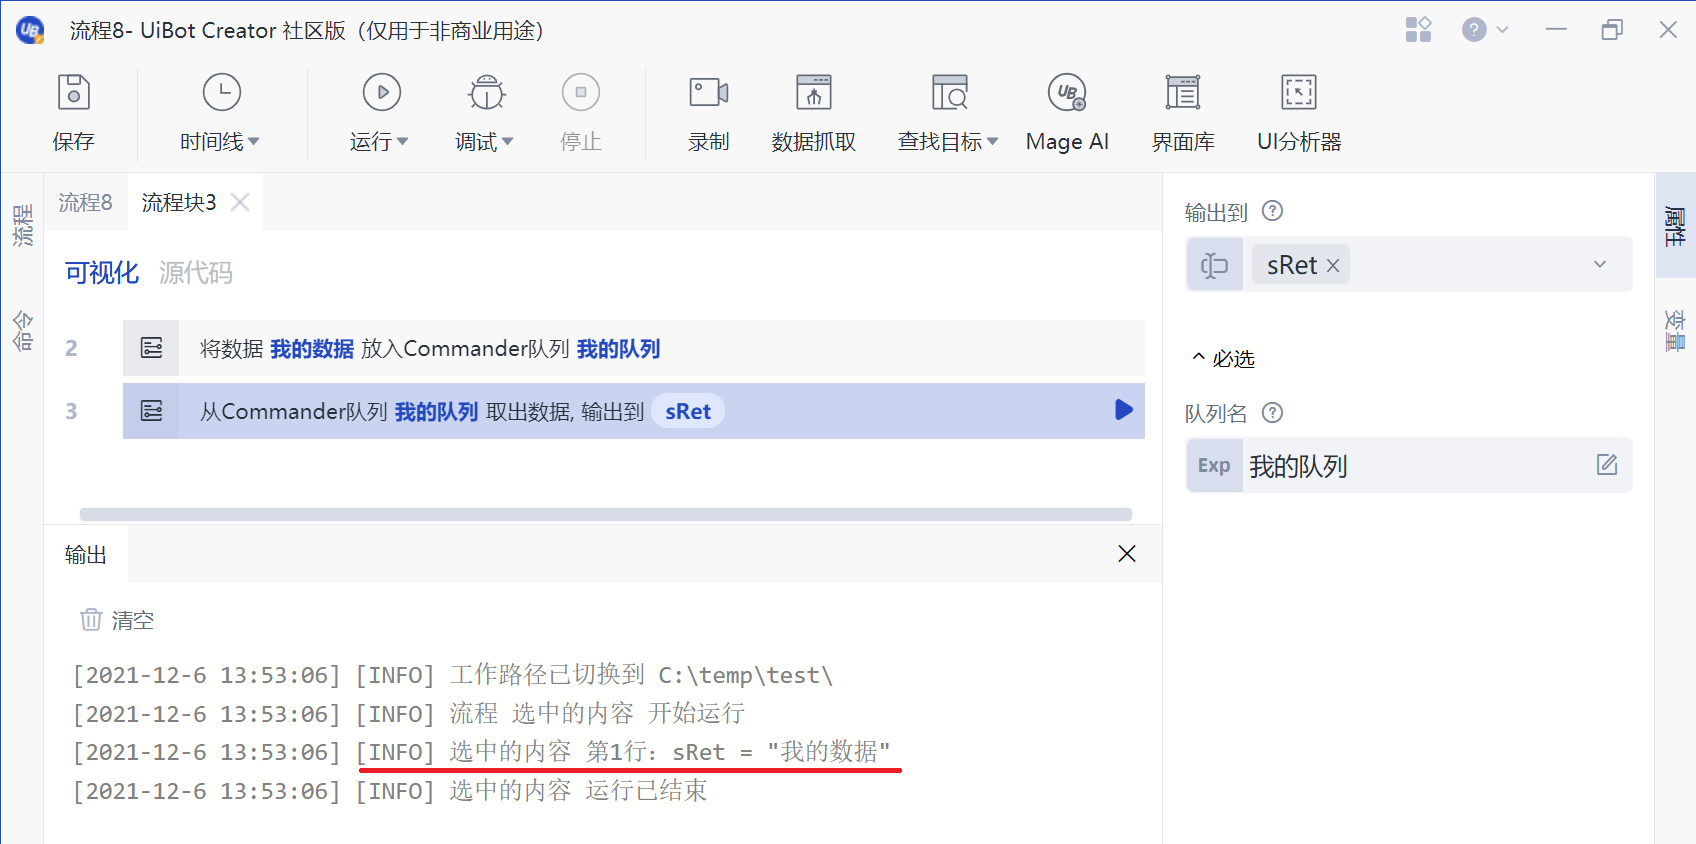 流程8- UiBot Creator 社区版（仅用于非商业用途）
保存 时间线 运行 调试 停止 录制 数据抓取 查找目标 Mage AI 界面库 UI分析器
流程
命令
流程8 流程块3
可视化 源代码
2 将数据 我的数据 放入Commander队列 我的队列
3 从Commander队列 我的队列 取出数据, 输出到 sRet
输出
清空
[2021-12-6 13:53:06] [INFO] 工作路径已切换到 C:\temp\test\
[2021-12-6 13:53:06] [INFO] 流程 选中的内容 开始运行
[2021-12-6 13:53:06] [INFO] 选中的内容 第1行：sRet = "我的数据"
[2021-12-6 13:53:06] [INFO] 选中的内容 运行已结束
输出到
sRet
必选
队列名
Exp 我的队列
属性
变量